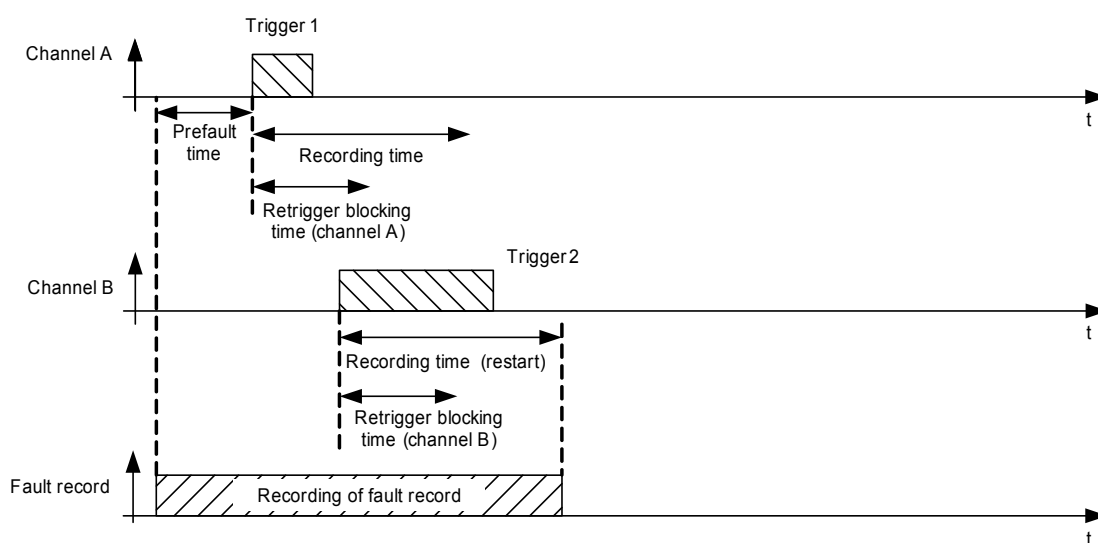 Trigger 1
Channel A
t
Prefault
time
Recording time
Retrigger blocking
time (channel A)
Trigger 2
Channel B
t
Recording time (restart)
Retrigger blocking
time (channel B)
Fault record
Recording of fault record
t